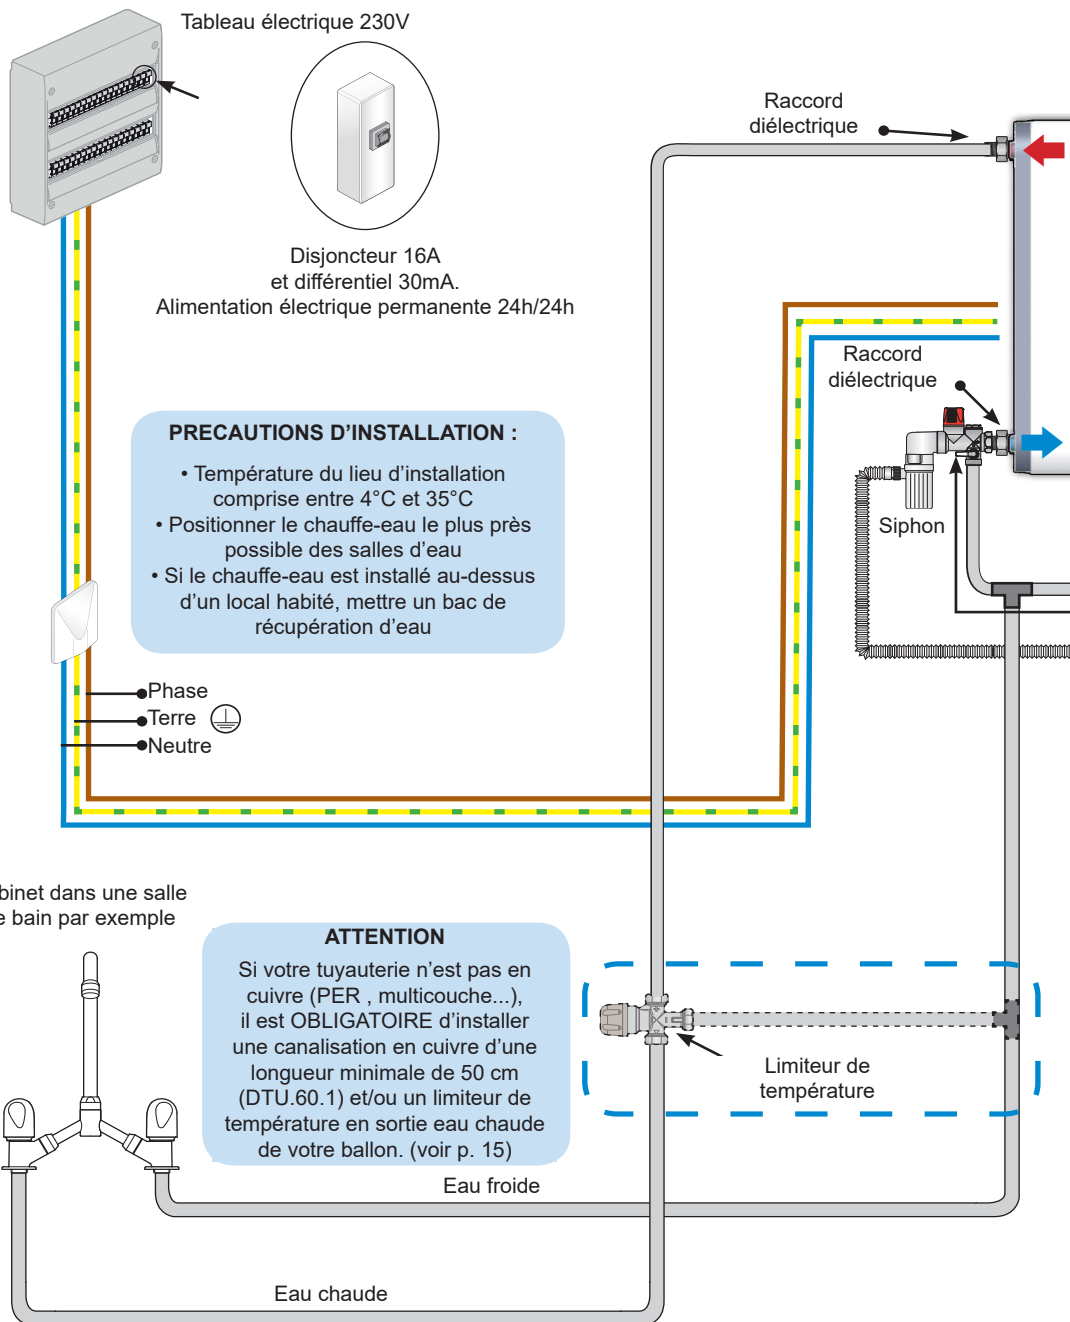 Tableau électrique 230V
Raccord
diélectrique
Disjoncteur 16A
et différentiel 30mA.
Alimentation électrique permanente 24h/24h
Raccord
diélectrique
PRECAUTIONS D’INSTALLATION :
• Température du lieu d’installation
comprise entre 4°C et 35°C
• Positionner le chauffe-eau le plus près
possible des salles d’eau
• Si le chauffe-eau est installé au-dessus
d’un local habité, mettre un bac de
récupération d’eau
Siphon
Phase
Terre
Neutre
binet dans une salle
e bain par exemple
ATTENTION
Si votre tuyauterie n’est pas en
cuivre (PER , multicouche...),
il est OBLIGATOIRE d’installer
une canalisation en cuivre d’une
longueur minimale de 50 cm
(DTU.60.1) et/ou un limiteur de
température en sortie eau chaude
de votre ballon. (voir p. 15)
Limiteur de
température
Eau froide
Eau chaude